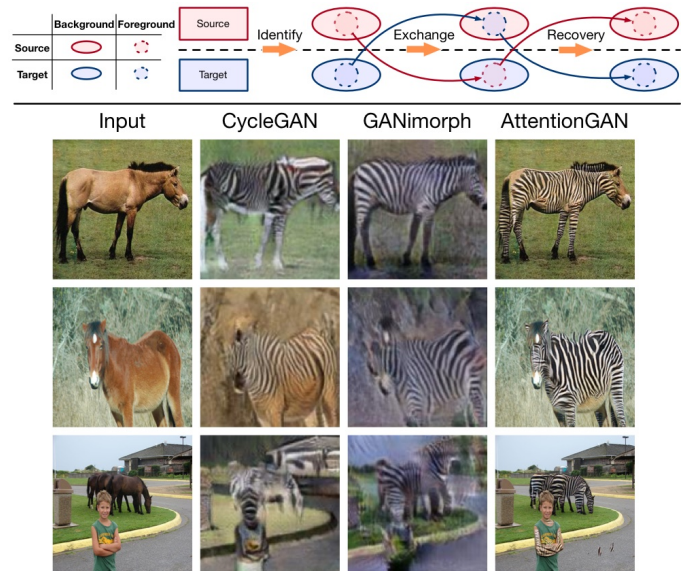 Background Foreground
Source
Target
Source
Target
Identify
Exchange
Recovery
Input CycleGAN GANimorph AttentionGAN